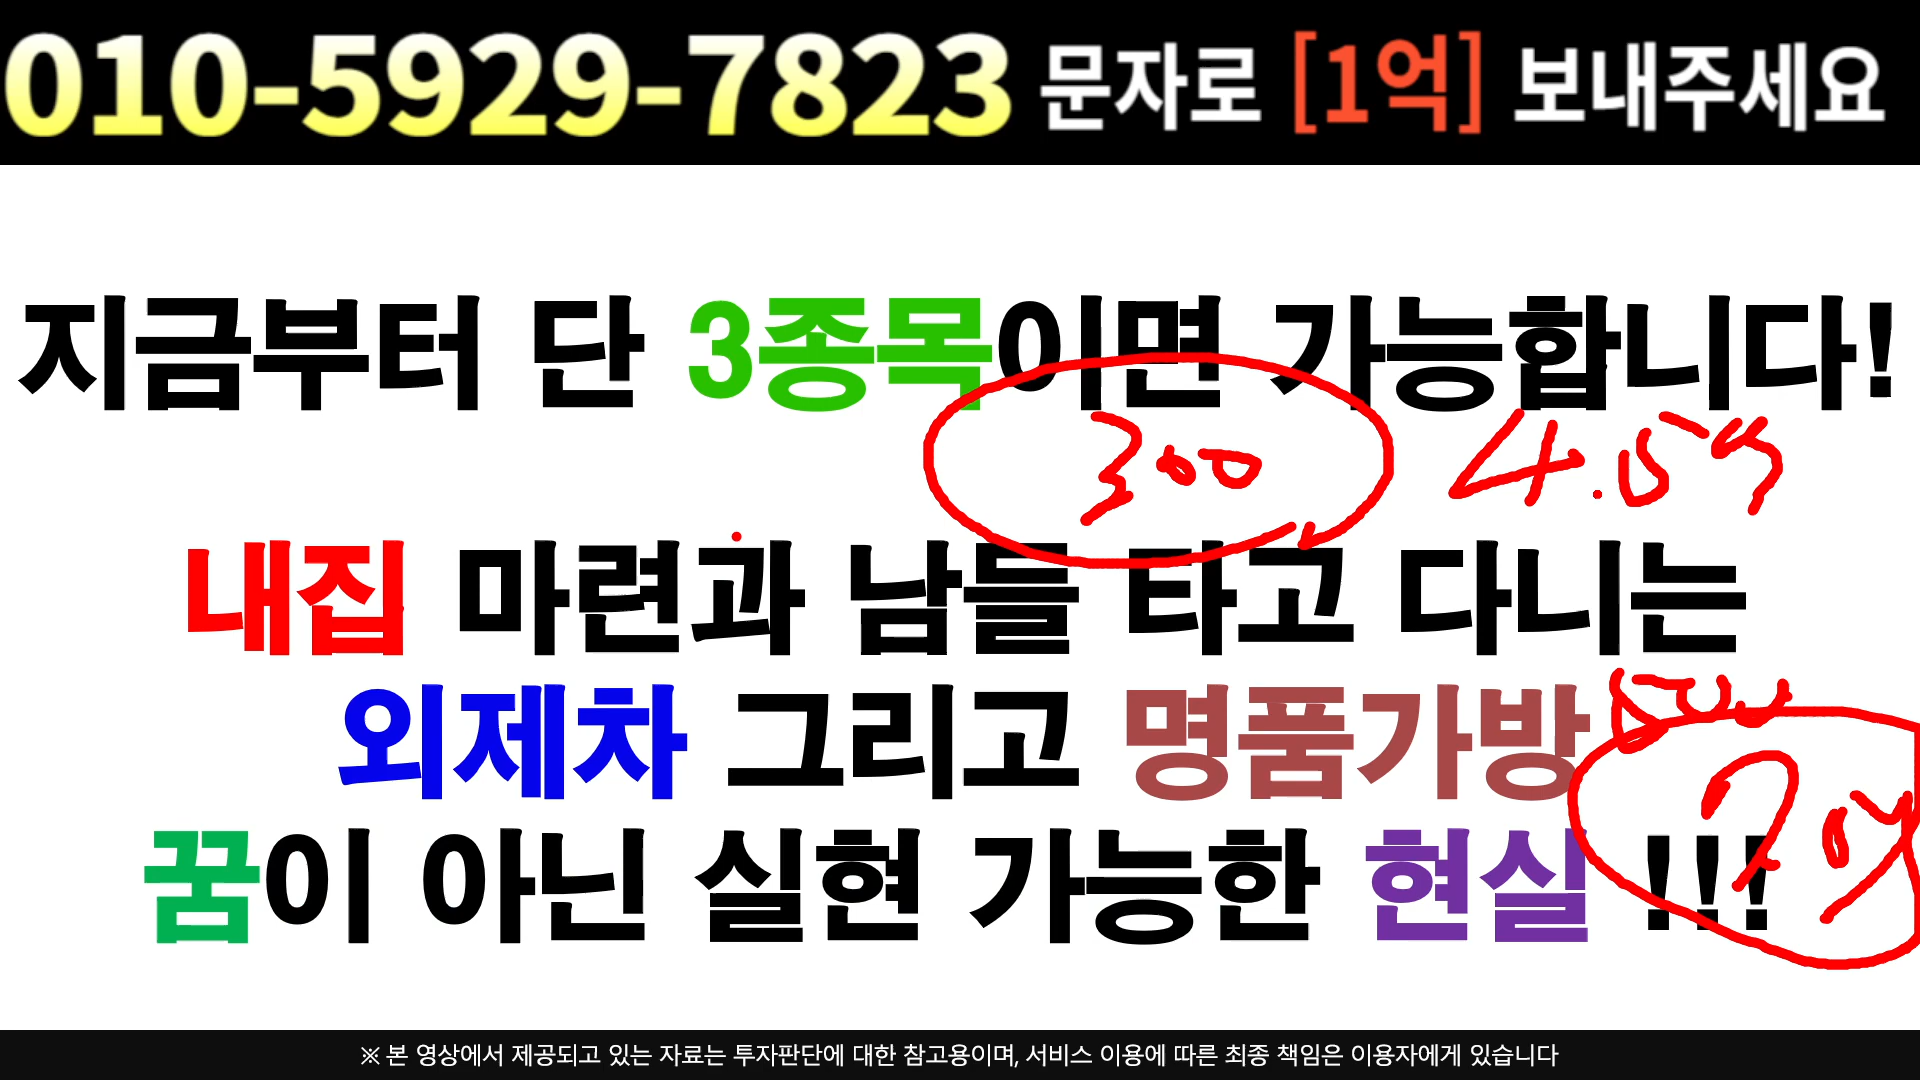 010-5929-7823 문자로 [1억] 보내주세요
지금부터 단 3종목이면 가능합니다!
300
내집 마련과 남들 타고 다니는
외제차 그리고 명품가방
꿈이 아닌 실현 가능한 현실 !!!
※ 본 영상에서 제공되고 있는 자료는 투자판단에 대한 참고용이며, 서비스 이용에 따른 최종 책임은 이용자에게 있습니다